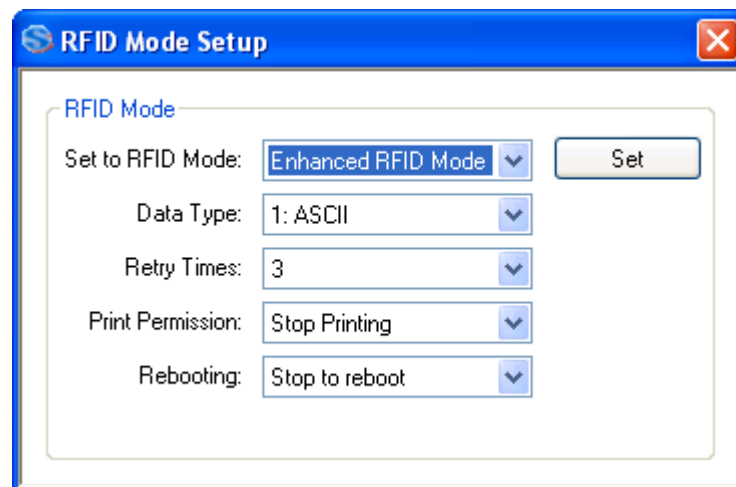 RFID Mode Setup
RFID Mode
Set to RFID Mode: Enhanced RFID Mode Set
Data Type: 1: ASCII
Retry Times: 3
Print Permission: Stop Printing
Rebooting: Stop to reboot